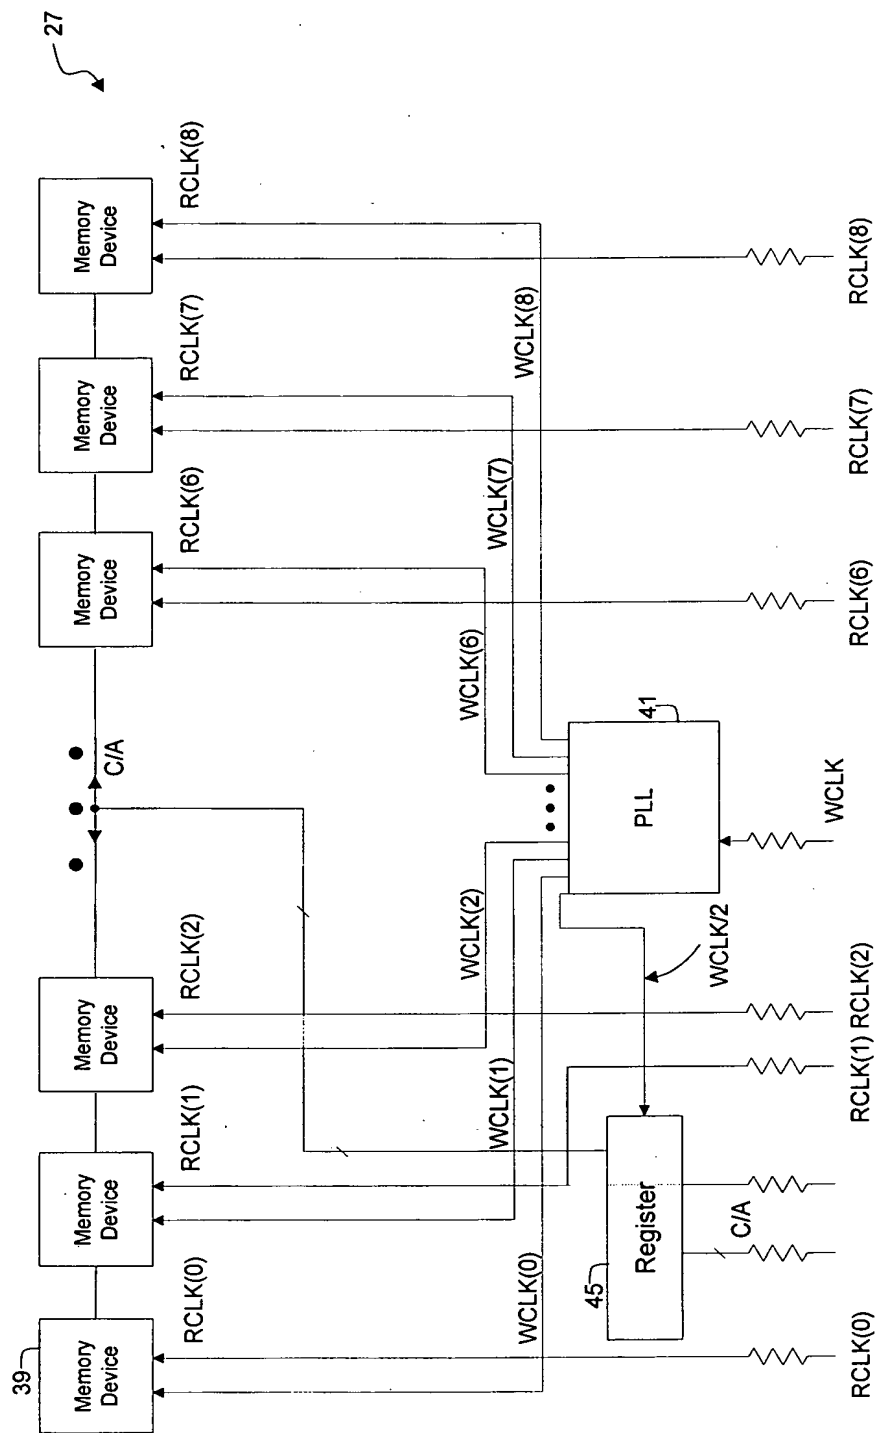 27
39
Memory
Device
Memory
Device
Memory
Device
Memory
Device
Memory
Device
Memory
Device
C/A
RCLK(0)
RCLK(1)
RCLK(2)
RCLK(6)
RCLK(7)
RCLK(8)
WCLK(0)
WCLK(1)
WCLK(2)
WCLK(6)
WCLK(7)
WCLK(8)
45
Register
WCLK/2
PLL
41
C/A
RCLK(0)
RCLK(1)
RCLK(2)
WCLK
RCLK(6)
RCLK(7)
RCLK(8)